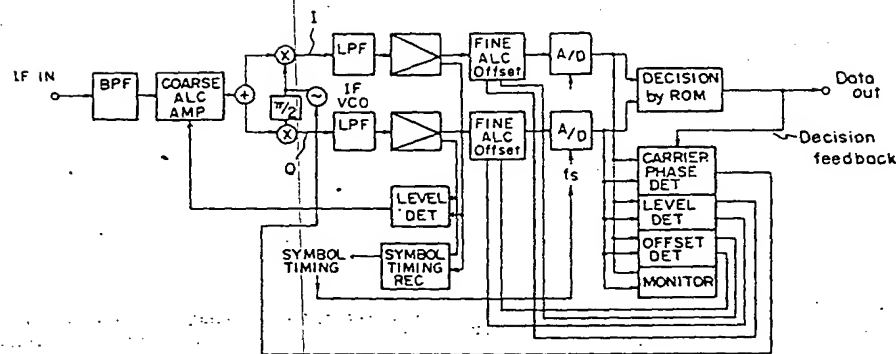 I
IF IN
BPF
COARSE
ALC
AMP
+
×
×
π/2
~
IF
VCO
Q
LPF
LPF
FINE
ALC
Offset
FINE
ALC
Offset
A/D
A/D
fs
DECISION
by ROM
Data
out
Decision
feedback
CARRIER
PHASE
DET
LEVEL
DET
OFFSET
DET
MONITOR
LEVEL
DET
SYMBOL
TIMING
SYMBOL
TIMING
REC